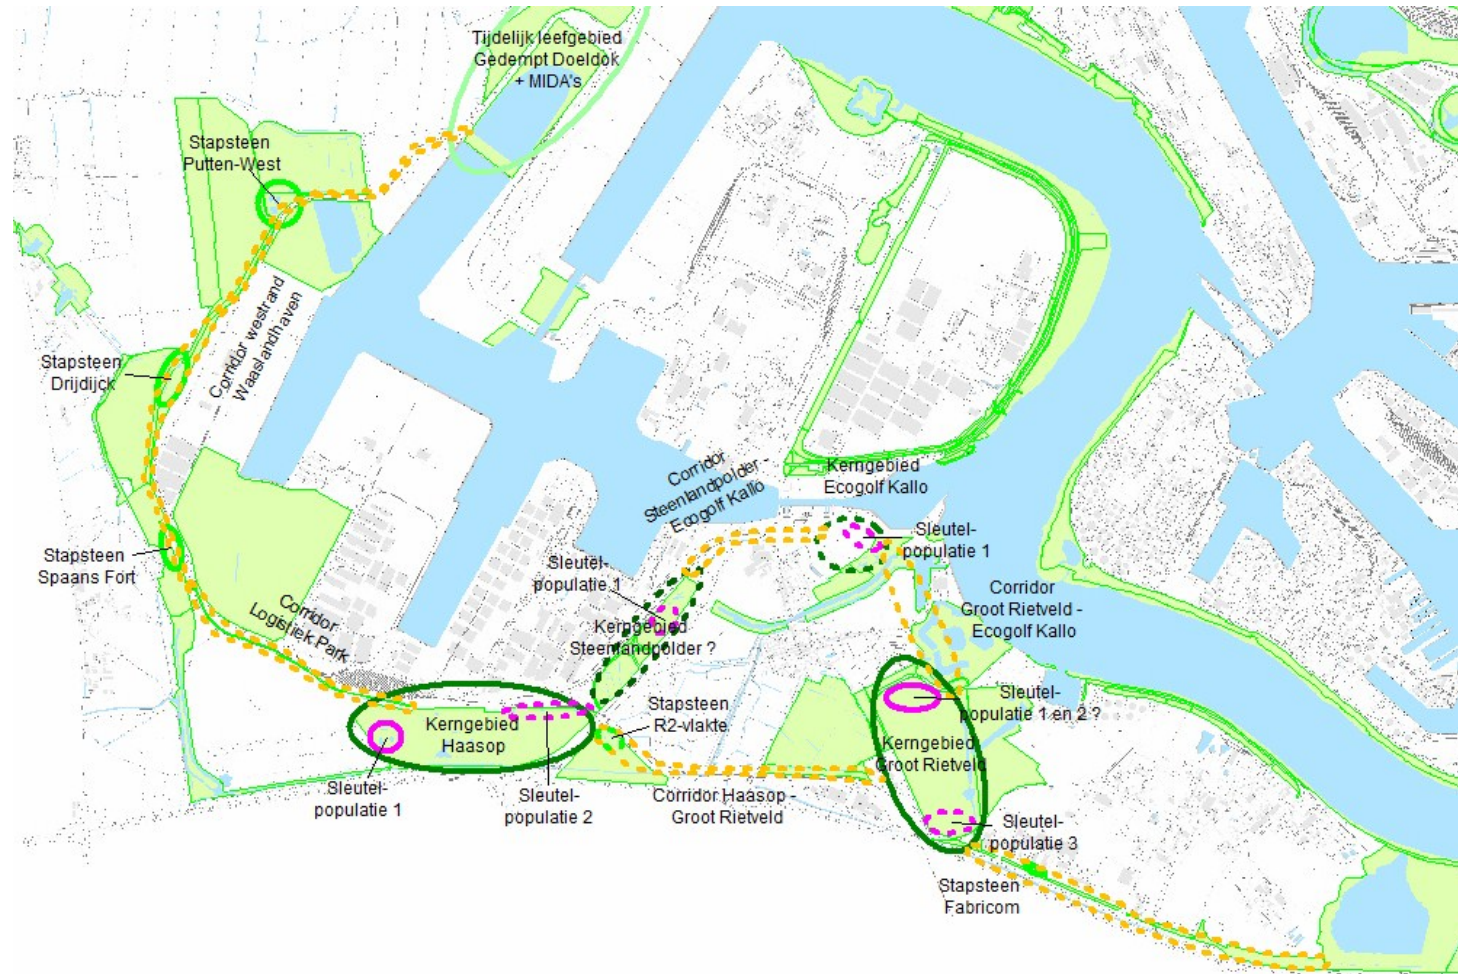 Tijdelijk leefgebied
Gedempt Doeldok
+ MIDA's
Stapsteen
Putten-West
Corridor westrand
Waaslandhaven
Stapsteen
Drijdijck
Corridor
Steenlandpolder -
Ecogolf Kallo
Kerngebied
Ecogolf Kallo
Sleutel-
populatie 1
Stapsteen
Spaans Fort
Sleutel-
populatie 1
Corridor
Groot Rietveld -
Ecogolf Kallo
Corridor
Logistiek Park
Kerngebied
Steenlandpolder ?
Stapsteen
R2-vlakte
Sleutel-
populatie 1 en 2 ?
Kerngebied
Haasop
Kerngebied
Groot Rietveld
Sleutel-
populatie 1
Sleutel-
populatie 2
Corridor Haasop -
Groot Rietveld
Sleutel-
populatie 3
Stapsteen
Fabricom